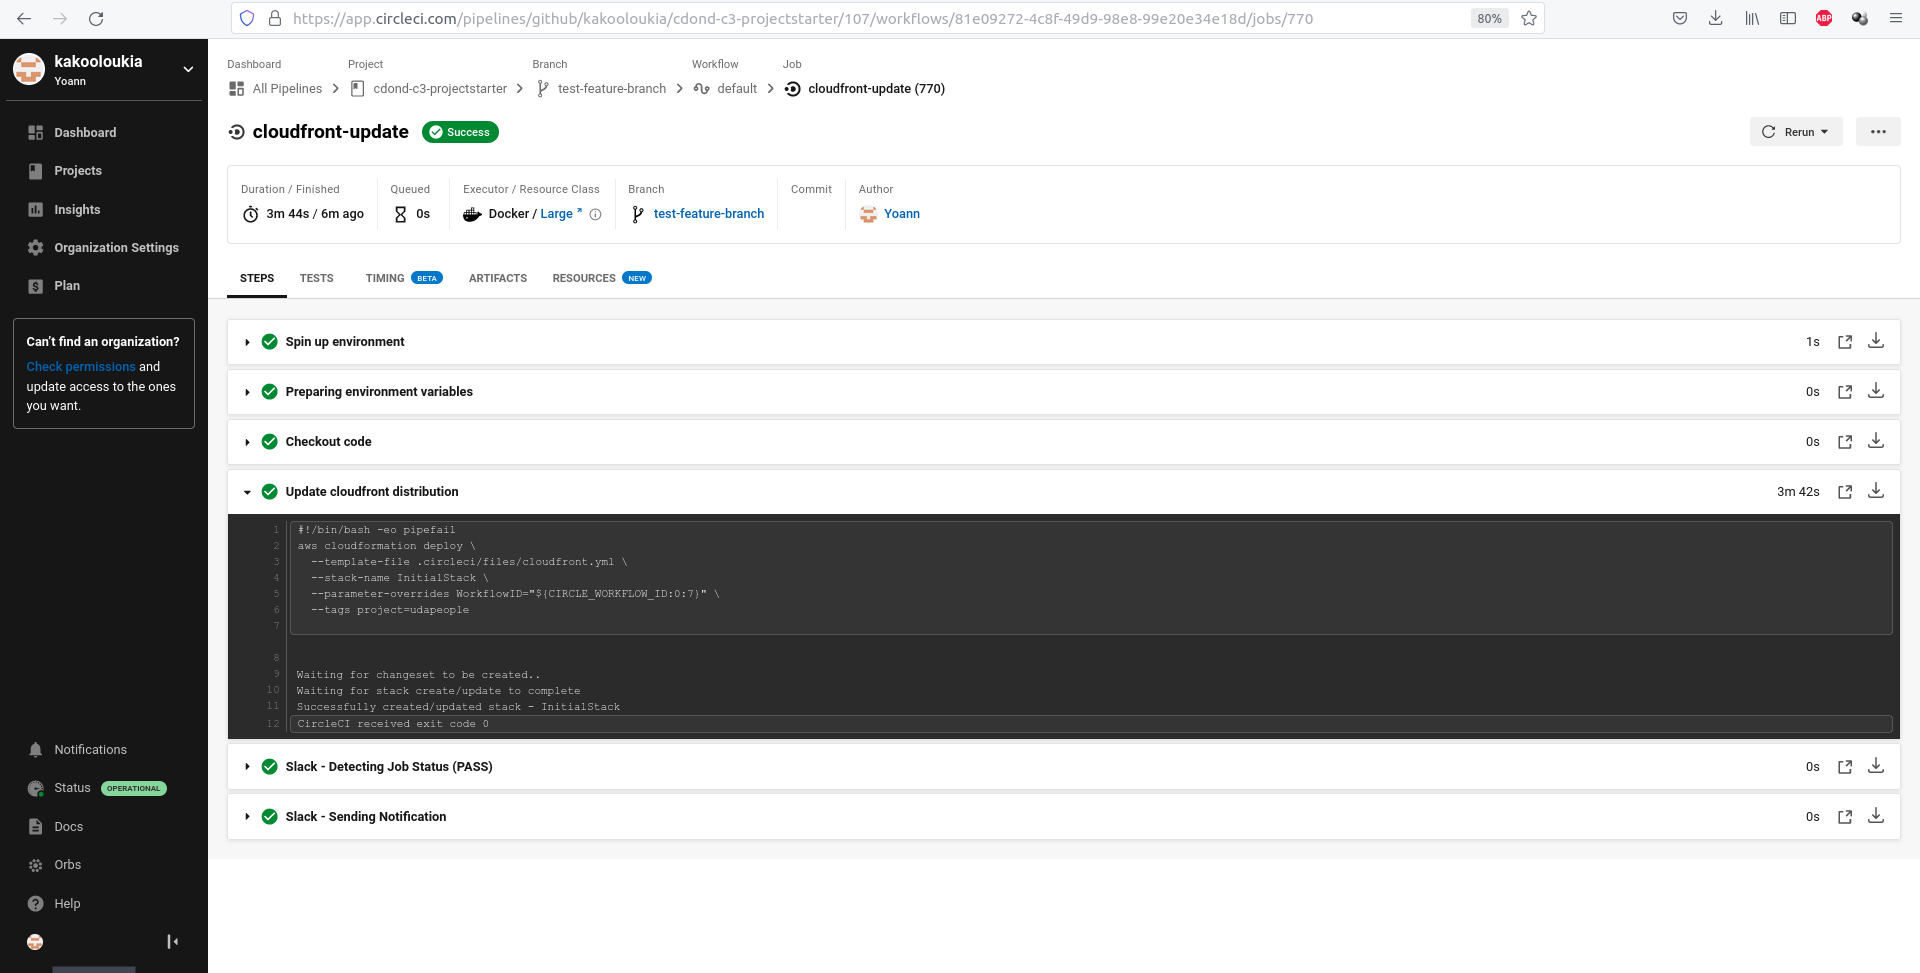 https://app.circleci.com/pipelines/github/kakooloukia/cdond-c3-projectstarter/107/workflows/81e09272-4c8f-49d9-98e8-99e20e34e18d/jobs/770
80%
ABP
kakooloukia
Yoann
Dashboard
Projects
Insights
Organization Settings
Plan
Can't find an organization?
Check permissions and
update access to the ones
you want.
Notifications
Status OPERATIONAL
Docs
Orbs
Help
Dashboard Project Branch Workflow Job
All Pipelines cdond-c3-projectstarter test-feature-branch default cloudfront-update (770)
cloudfront-update Success
Rerun
Duration / Finished Queued Executor / Resource Class Branch Commit Author
3m 44s / 6m ago 0s Docker / Large test-feature-branch Yoann
STEPS TESTS TIMING BETA ARTIFACTS RESOURCES NEW
Spin up environment 1s
Preparing environment variables 0s
Checkout code 0s
Update cloudfront distribution 3m 42s
1 #!/bin/bash -eo pipefail
2 aws cloudformation deploy \
3 --template-file .circleci/files/cloudfront.yml \
4 --stack-name InitialStack \
5 --parameter-overrides WorkflowID="${CIRCLE_WORKFLOW_ID:0:7}" \
6 --tags project=udapeople
7
8
9 Waiting for changeset to be created..
10 Waiting for stack create/update to complete
11 Successfully created/updated stack - InitialStack
12 CircleCI received exit code 0
Slack - Detecting Job Status (PASS) 0s
Slack - Sending Notification 0s